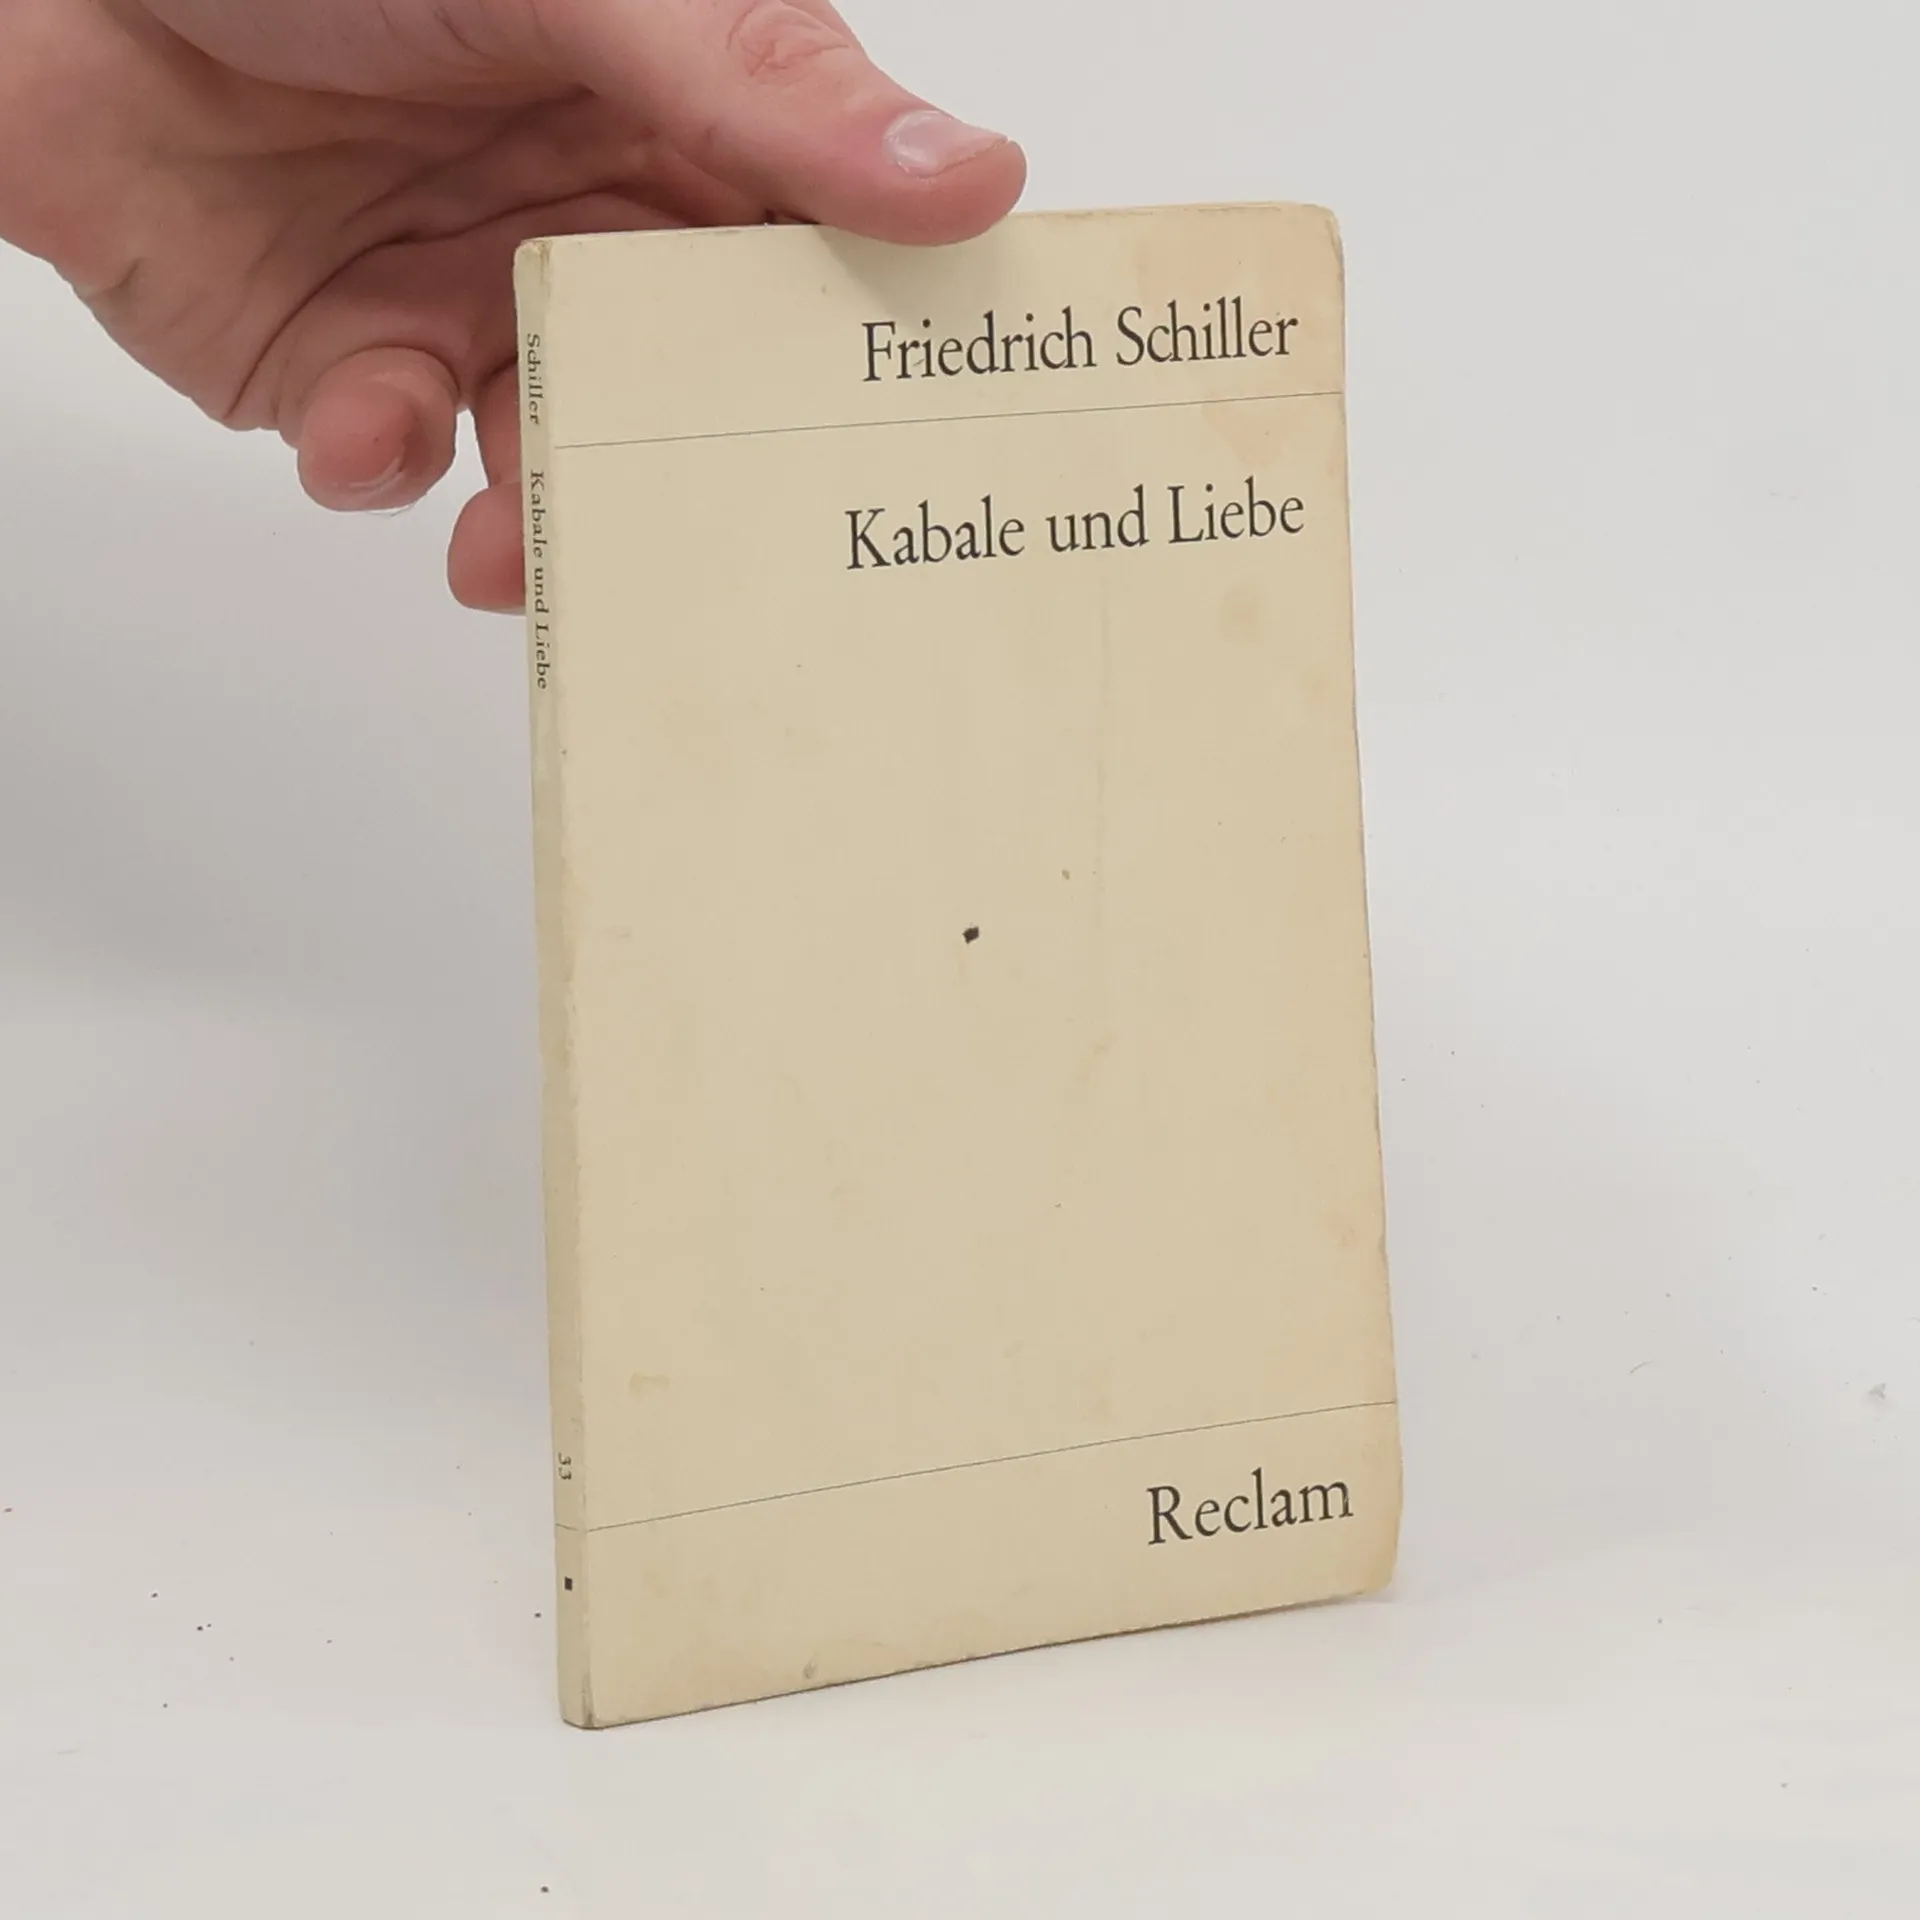 Friedrich Schiller
Kabale und Liebe
Reclam
Schiller Kabale und Liebe
33